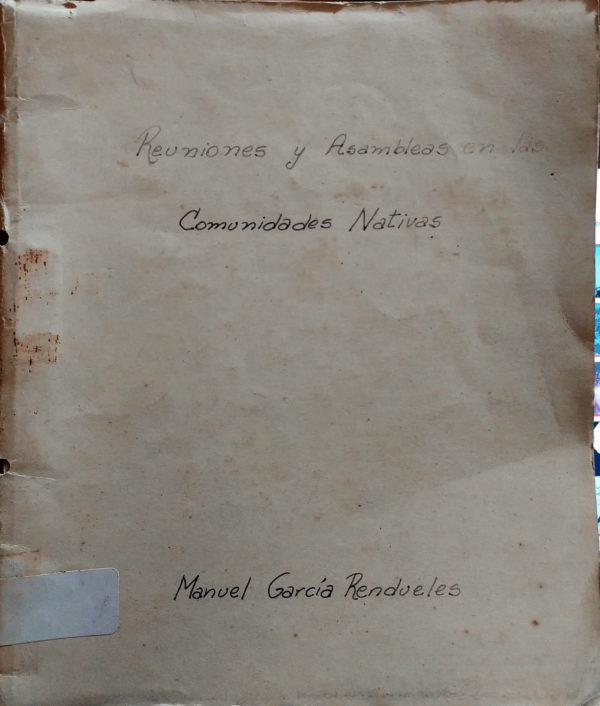 Reuniones y Asambleas en las
Comunidades Nativas
Manuel García Rendueles